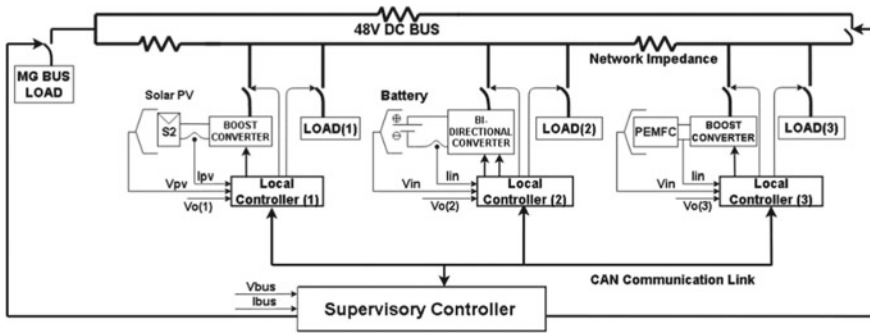 48V DC BUS
Network Impedance
MG BUS
LOAD
Solar PV
S2
BOOST
CONVERTER
LOAD(1)
Battery
BI-
DIRECTIONAL
CONVERTER
LOAD(2)
PEMFC
BOOST
CONVERTER
LOAD(3)
Ipv
Vpv
Vo(1)
Local
Controller (1)
Iin
Vin
Vo(2)
Local
Controller (2)
Iin
Vin
Vo(3)
Local
Controller (3)
CAN Communication Link
Vbus
Ibus
Supervisory Controller